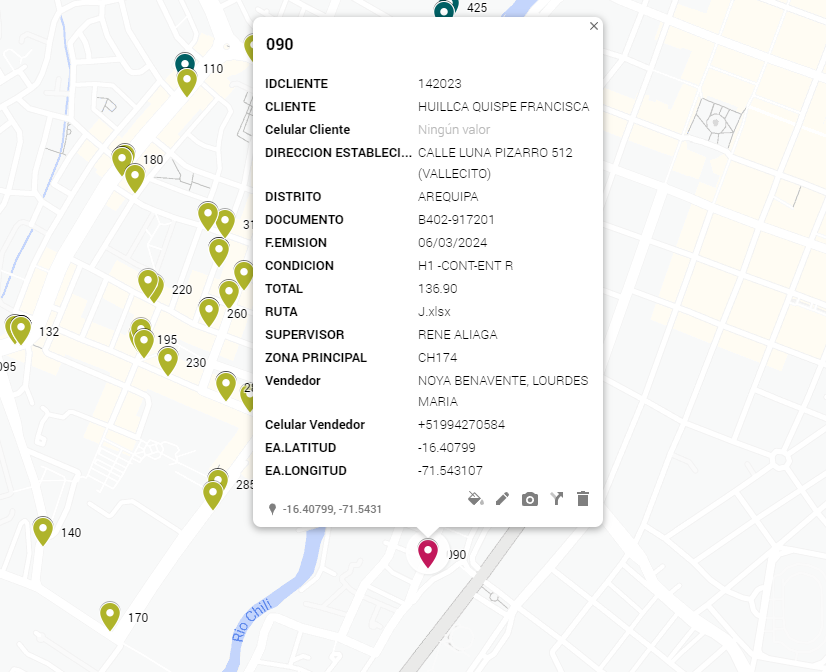 425
090
110
IDCLIENTE 142023
CLIENTE HUILLCA QUISPE FRANCISCA
Celular Cliente Ningún valor
DIRECCION ESTABLECI... CALLE LUNA PIZARRO 512
(VALLECITO)
180
DISTRITO AREQUIPA
DOCUMENTO B402-917201
F.EMISION 06/03/2024
CONDICION H1 -CONT-ENT R
TOTAL 136.90
220
RUTA J.xlsx
260
SUPERVISOR RENE ALIAGA
132
195
ZONA PRINCIPAL CH174
230
Vendedor NOYA BENAVENTE, LOURDES
MARIA
Celular Vendedor +51994270584
EA.LATITUD -16.40799
EA.LONGITUD -71.543107
285
-16.40799, -71.5431
140
090
170
Río Chili